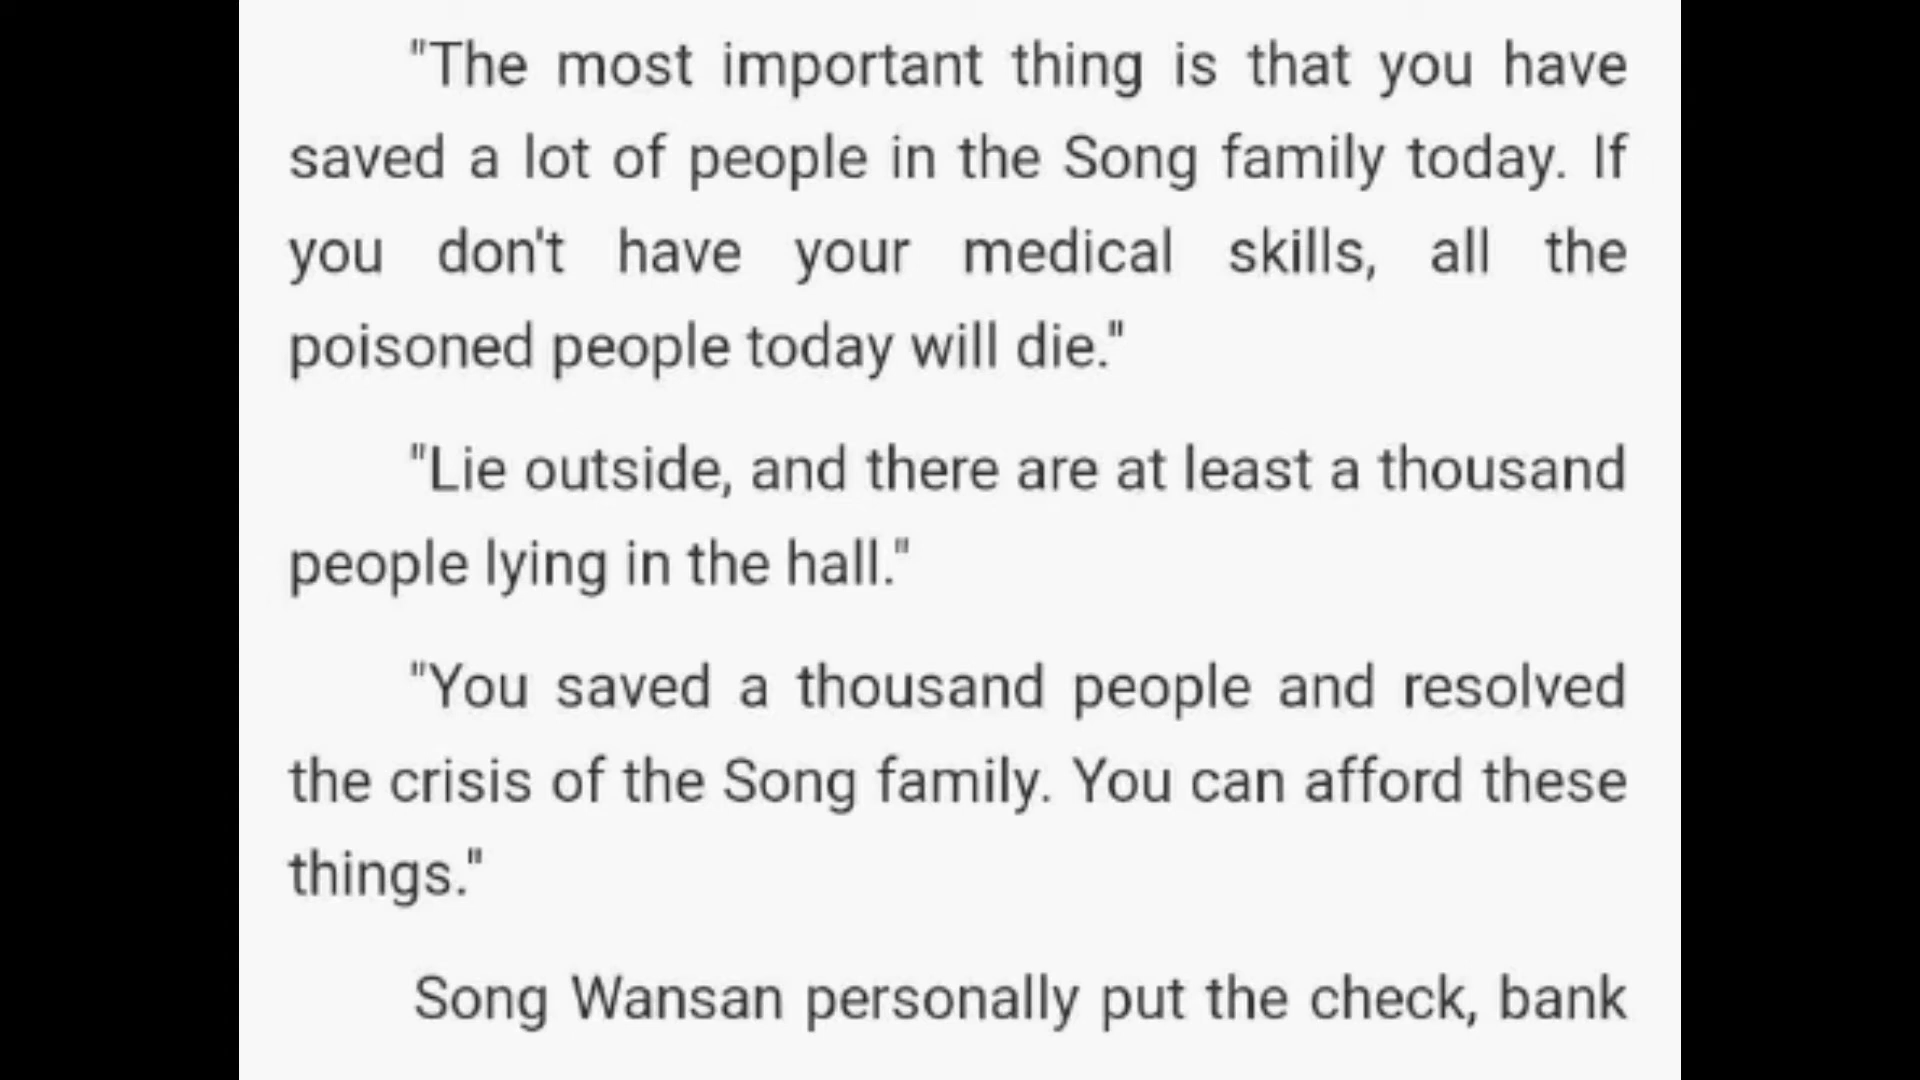 "The most important thing is that you have
saved a lot of people in the Song family today. If
you don't have your medical skills, all the
poisoned people today will die."
"Lie outside, and there are at least a thousand
people lying in the hall."
"You saved a thousand people and resolved
the crisis of the Song family. You can afford these
things."
Song Wansan personally put the check, bank